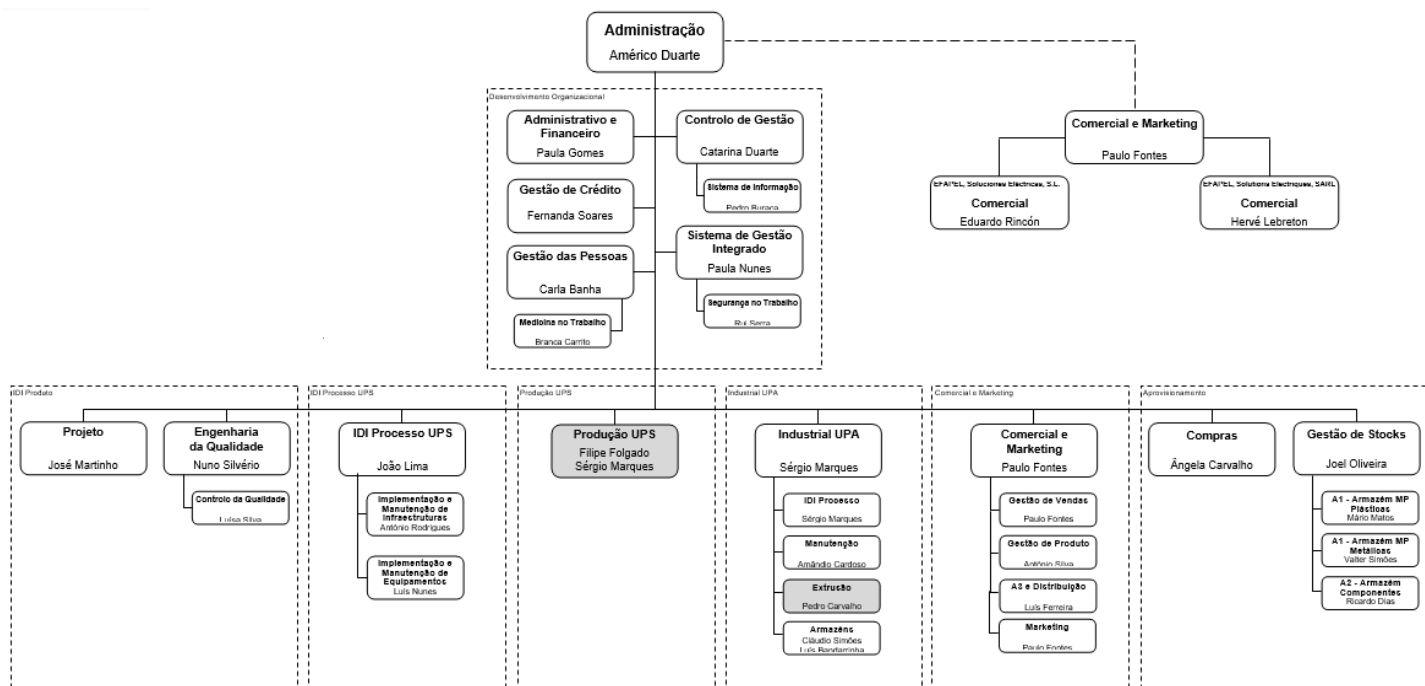 Administração
Américo Duarte
Desenvolvimento Organizacional
Administrativo e
Financeiro
Paula Gomes
Controlo de Gestão
Catarina Duarte
Sistema de Informação
Pedro Buraca
Gestão de Crédito
Fernanda Soares
Sistema de Gestão
Integrado
Paula Nunes
Gestão das Pessoas
Carla Banha
Segurança no Trabalho
Rui Serra
Medicina no Trabalho
Branca Carrito
Comercial e Marketing
Paulo Fontes
EFAPEL, Soluciones Eléctricas, S.L.
Comercial
Eduardo Rincón
EFAPEL, Solutions Electriques, SARL
Comercial
Hervé Lebreton
IDI Produto
Projeto
José Martinho
Engenharia
da Qualidade
Nuno Silvério
Controlo da Qualidade
Luísa Silva
IDI Processo UPS
IDI Processo UPS
João Lima
Implementação e
Manutenção de
Infraestruturas
António Rodrigues
Implementação e
Manutenção de
Equipamentos
Luís Nunes
Produção UPS
Produção UPS
Filipe Folgado
Sérgio Marques
Industrial UPA
Industrial UPA
Sérgio Marques
IDI Processo
Sérgio Marques
Manutenção
Amândio Cardoso
Extrusão
Pedro Carvalho
Armazéns
Cláudio Simões
Luís Bandarrinha
Comercial e Marketing
Comercial e
Marketing
Paulo Fontes
Gestão de Vendas
Paulo Fontes
Gestão de Produto
António Silva
A3 e Distribuição
Luís Ferreira
Marketing
Paulo Fontes
Aprovisionamento
Compras
Ângela Carvalho
Gestão de Stocks
Joel Oliveira
A1 - Armazém MP
Plásticas
Mário Matos
A1 - Armazém MP
Metálicas
Valter Simões
A2 - Armazém
Componentes
Ricardo Dias